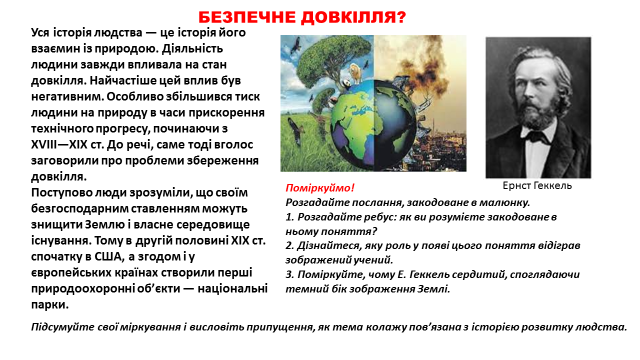 БЕЗПЕЧНЕ ДОВКІЛЛЯ?
Уся історія людства — це історія його
взаємин із природою. Діяльність
людини завжди впливала на стан
довкілля. Найчастіше цей вплив був
негативним. Особливо збільшився тиск
людини на природу в часи прискорення
технічного прогресу, починаючи з
XVIII—XIX ст. До речі, саме тоді вголос
заговорили про проблеми збереження
довкілля.
Поступово люди зрозуміли, що своїм
безгосподарним ставленням можуть
знищити Землю і власне середовище
існування. Тому в другій половині XIX ст.
спочатку в США, а згодом і у
європейських країнах створили перші
природоохоронні об’єкти — національні
парки.
Ернст Геккель
Поміркуймо!
Розгадайте послання, закодоване в малюнку.
1. Розгадайте ребус: як ви розумієте закодоване в
ньому поняття?
2. Дізнайтеся, яку роль у появі цього поняття відіграв
зображений учений.
3. Поміркуйте, чому Е. Геккель сердитий, споглядаючи
темний бік зображення Землі.
Підсумуйте свої міркування і висловіть припущення, як тема колажу пов’язана з історією розвитку людства.